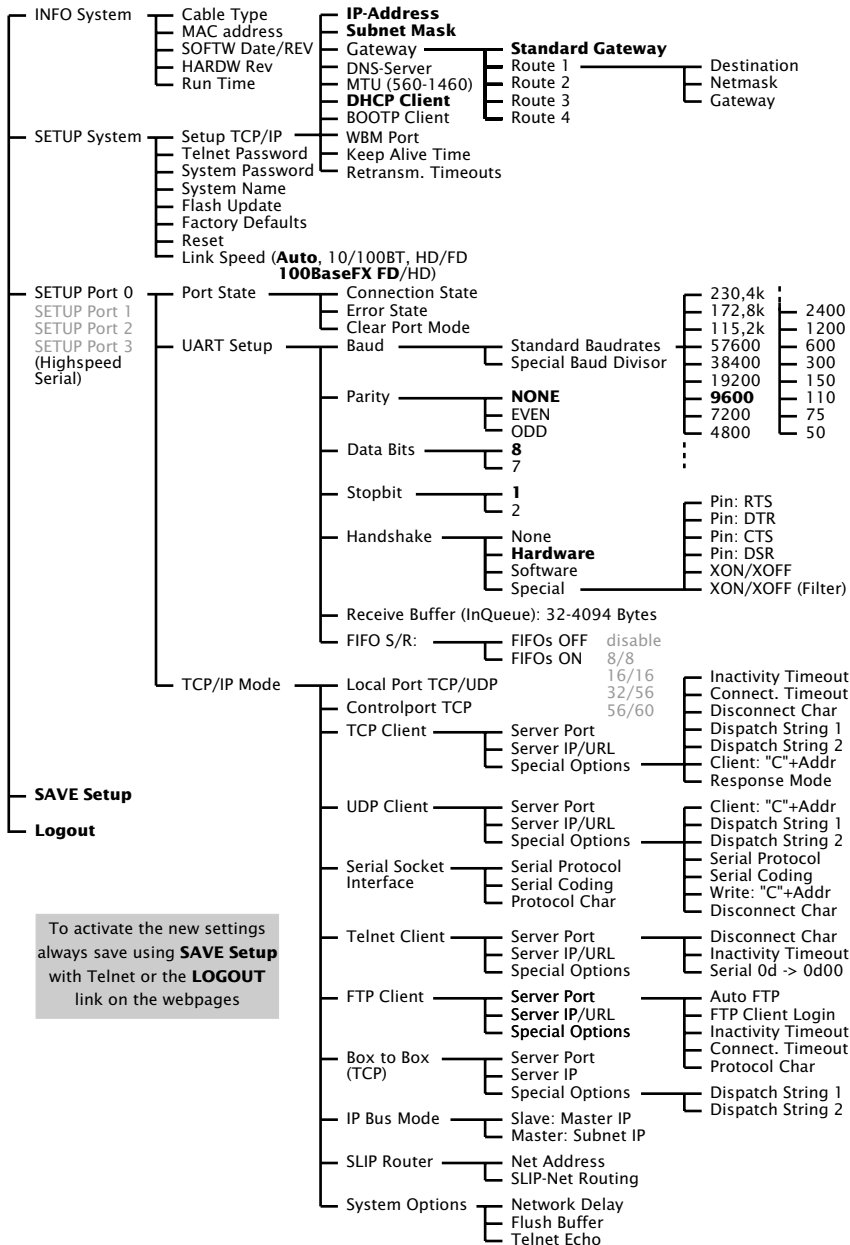 INFO System
Cable Type
MAC address
SOFTW Date/REV
HARDW Rev
Run Time
SETUP System
Setup TCP/IP
IP-Address
Subnet Mask
Gateway
Standard Gateway
Route 1
Destination
Netmask
Gateway
Route 2
Route 3
Route 4
DNS-Server
MTU (560-1460)
DHCP Client
BOOTP Client
WBM Port
Keep Alive Time
Retransm. Timeouts
Telnet Password
System Password
System Name
Flash Update
Factory Defaults
Reset
Link Speed (Auto, 10/100BT, HD/FD
100BaseFX FD/HD)
SETUP Port 0
SETUP Port 1
SETUP Port 2
SETUP Port 3
(Highspeed
Serial)
Port State
Connection State
Error State
Clear Port Mode
UART Setup
Baud
Standard Baudrates
230,4k
172,8k
115,2k
57600
38400
19200
9600
7200
4800
2400
1200
600
300
150
110
75
50
Special Baud Divisor
Parity
NONE
EVEN
ODD
Data Bits
8
7
Stopbit
1
2
Handshake
None
Hardware
Software
Special
Pin: RTS
Pin: DTR
Pin: CTS
Pin: DSR
XON/XOFF
XON/XOFF (Filter)
Receive Buffer (InQueue): 32-4094 Bytes
FIFO S/R:
FIFOs OFF disable
FIFOs ON 8/8
16/16
32/56
56/60
TCP/IP Mode
Local Port TCP/UDP
Controlport TCP
TCP Client
Server Port
Server IP/URL
Special Options
Inactivity Timeout
Connect. Timeout
Disconnect Char
Dispatch String 1
Dispatch String 2
Client: "C"+Addr
Response Mode
UDP Client
Server Port
Server IP/URL
Special Options
Client: "C"+Addr
Dispatch String 1
Dispatch String 2
Serial Protocol
Serial Coding
Write: "C"+Addr
Disconnect Char
Serial Socket
Interface
Serial Protocol
Serial Coding
Protocol Char
Telnet Client
Server Port
Server IP/URL
Special Options
Disconnect Char
Inactivity Timeout
Serial 0d -> 0d00
FTP Client
Server Port
Server IP/URL
Special Options
Auto FTP
FTP Client Login
Inactivity Timeout
Connect. Timeout
Protocol Char
Box to Box
(TCP)
Server Port
Server IP
Special Options
Dispatch String 1
Dispatch String 2
IP Bus Mode
Slave: Master IP
Master: Subnet IP
SLIP Router
Net Address
SLIP-Net Routing
System Options
Network Delay
Flush Buffer
Telnet Echo
SAVE Setup
Logout
To activate the new settings
always save using SAVE Setup
with Telnet or the LOGOUT
link on the webpages